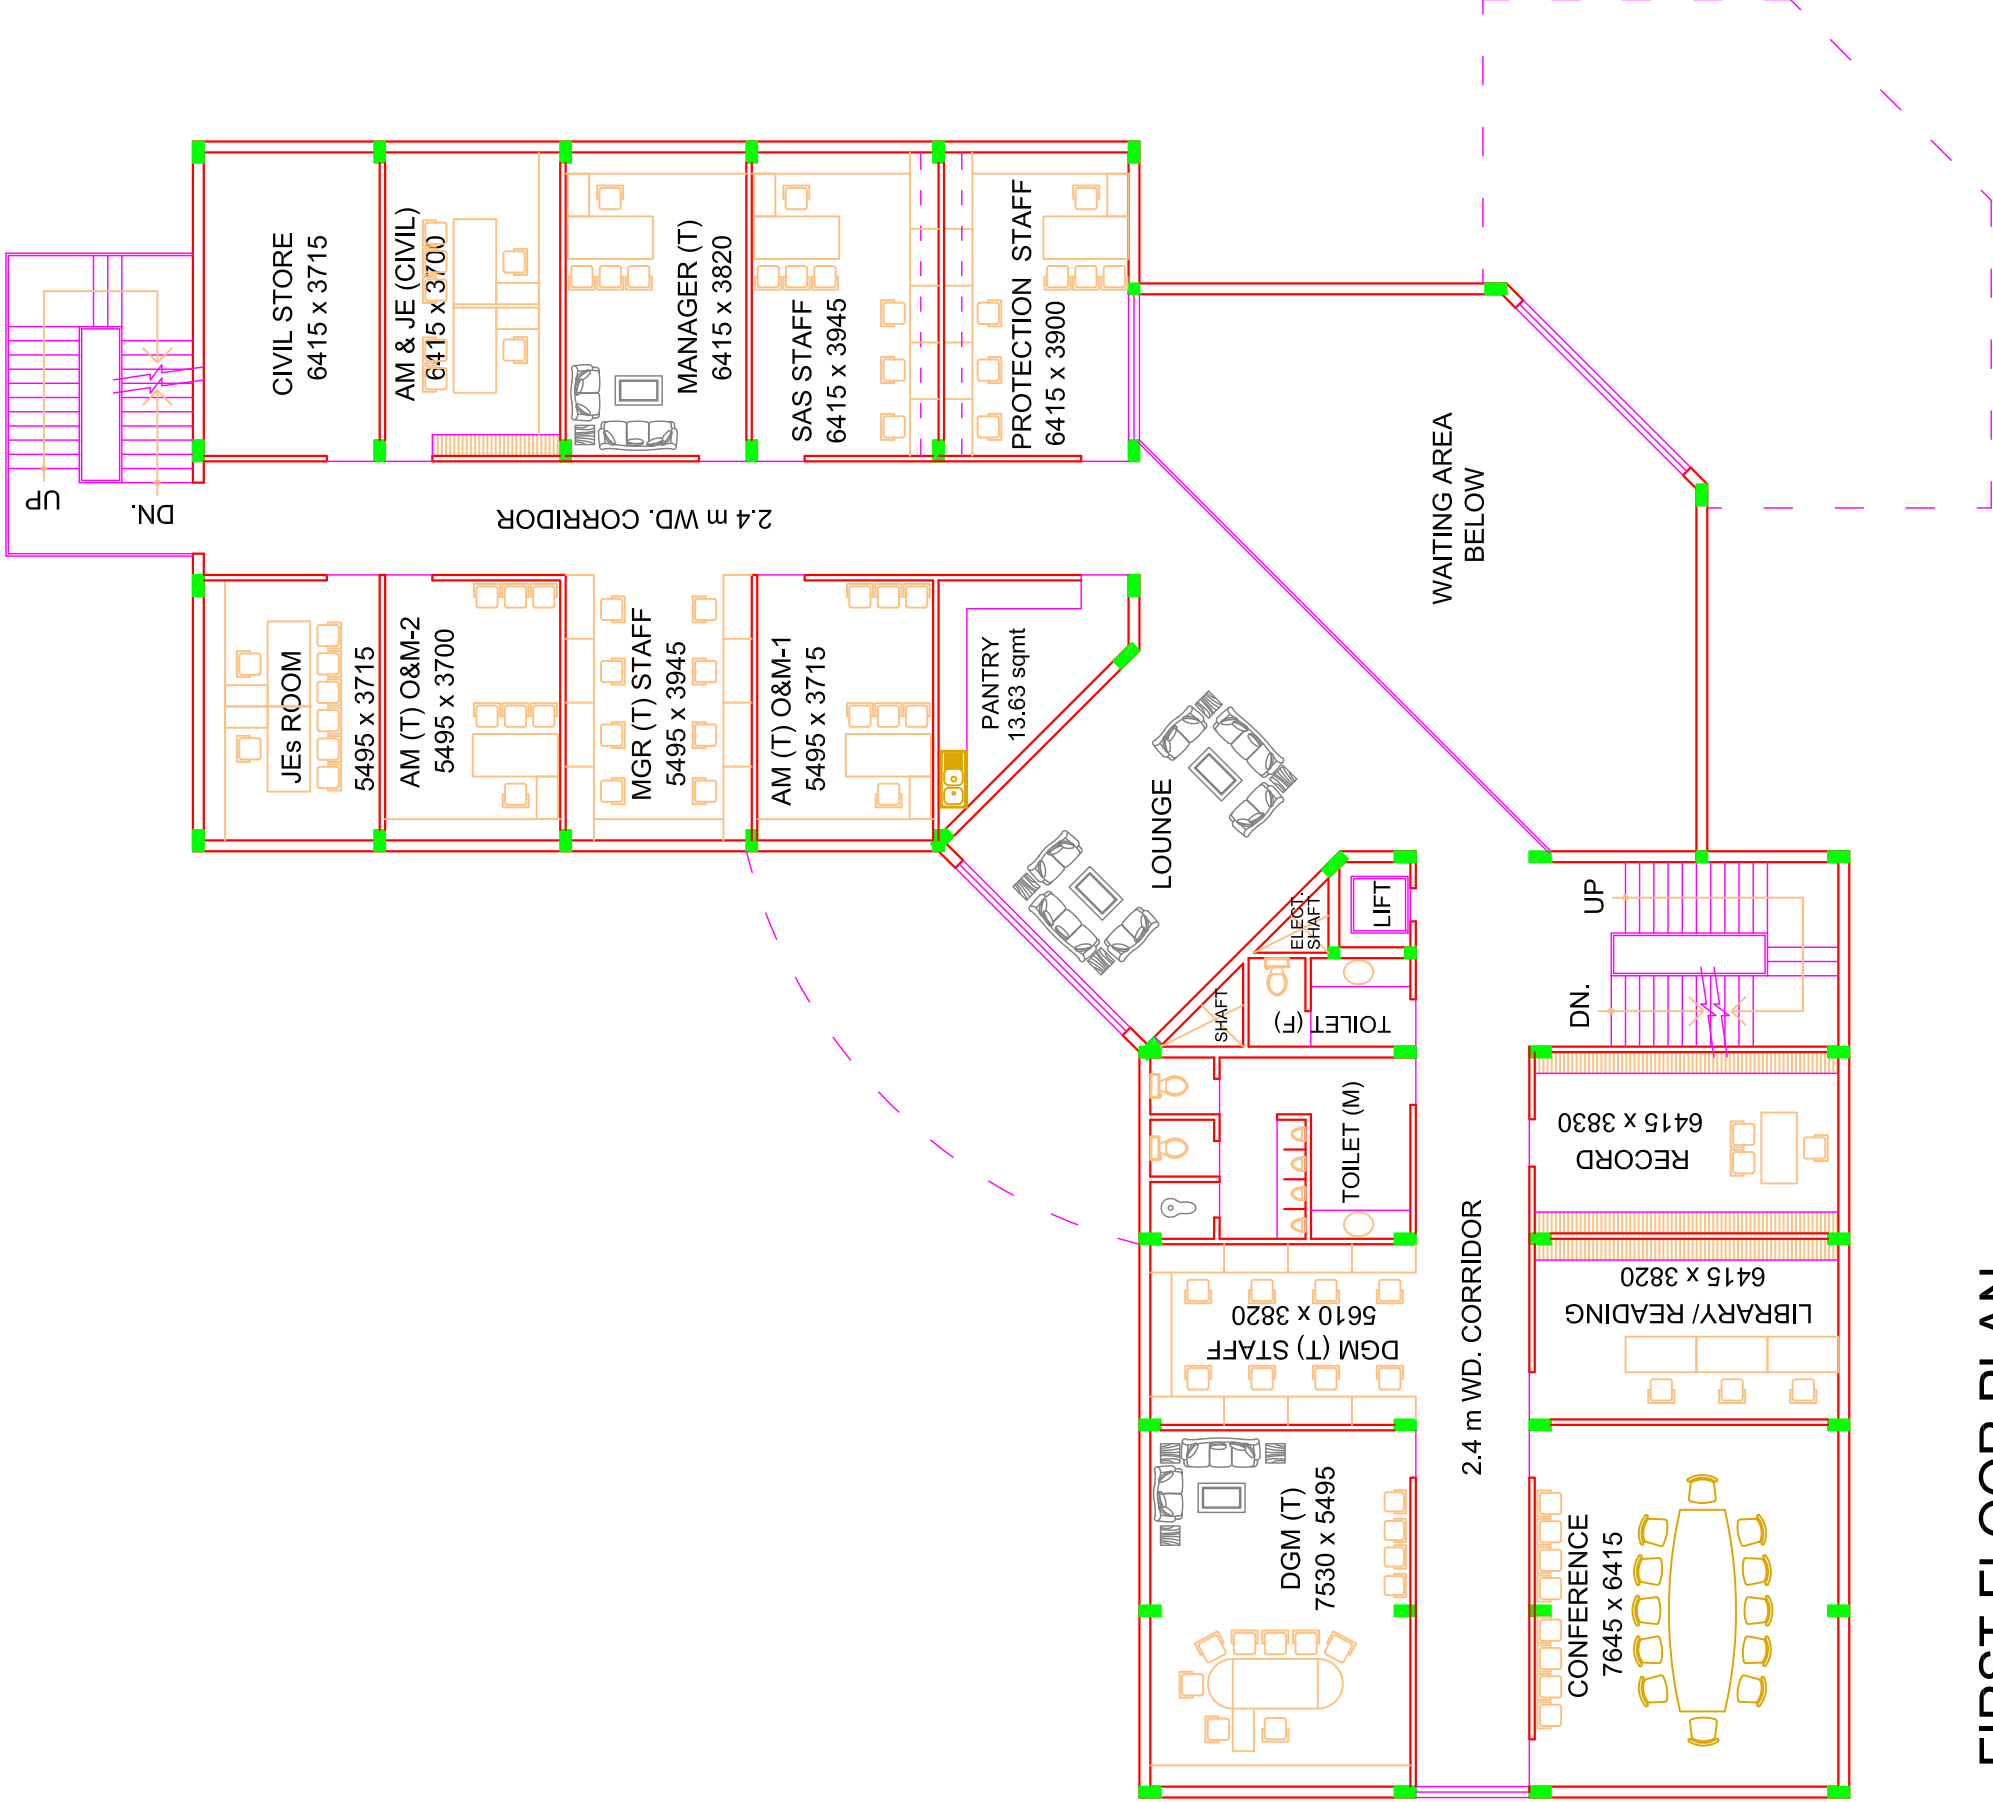 UP
DN.
CIVIL STORE
6415 x 3715
AM & JE (CIVIL)
6415 x 3700
MANAGER (T)
6415 x 3820
SAS STAFF
6415 x 3945
PROTECTION STAFF
6415 x 3900
2.4 m WD. CORRIDOR
JEs ROOM
5495 x 3715
AM (T) O&M-2
5495 x 3700
MGR (T) STAFF
5495 x 3945
AM (T) O&M-1
5495 x 3715
PANTRY
13.63 sqmt
WAITING AREA
BELOW
LOUNGE
ELECT.
SHAFT
LIFT
SHAFT
TOILET (F)
UP
DN.
TOILET (M)
RECORD
6415 x 3830
DGM (T) STAFF
5610 x 3820
2.4 m WD. CORRIDOR
LIBRARY/ READING
6415 x 3820
DGM (T)
7530 x 5495
CONFERENCE
7645 x 6415
FIRST FLOOR PLAN